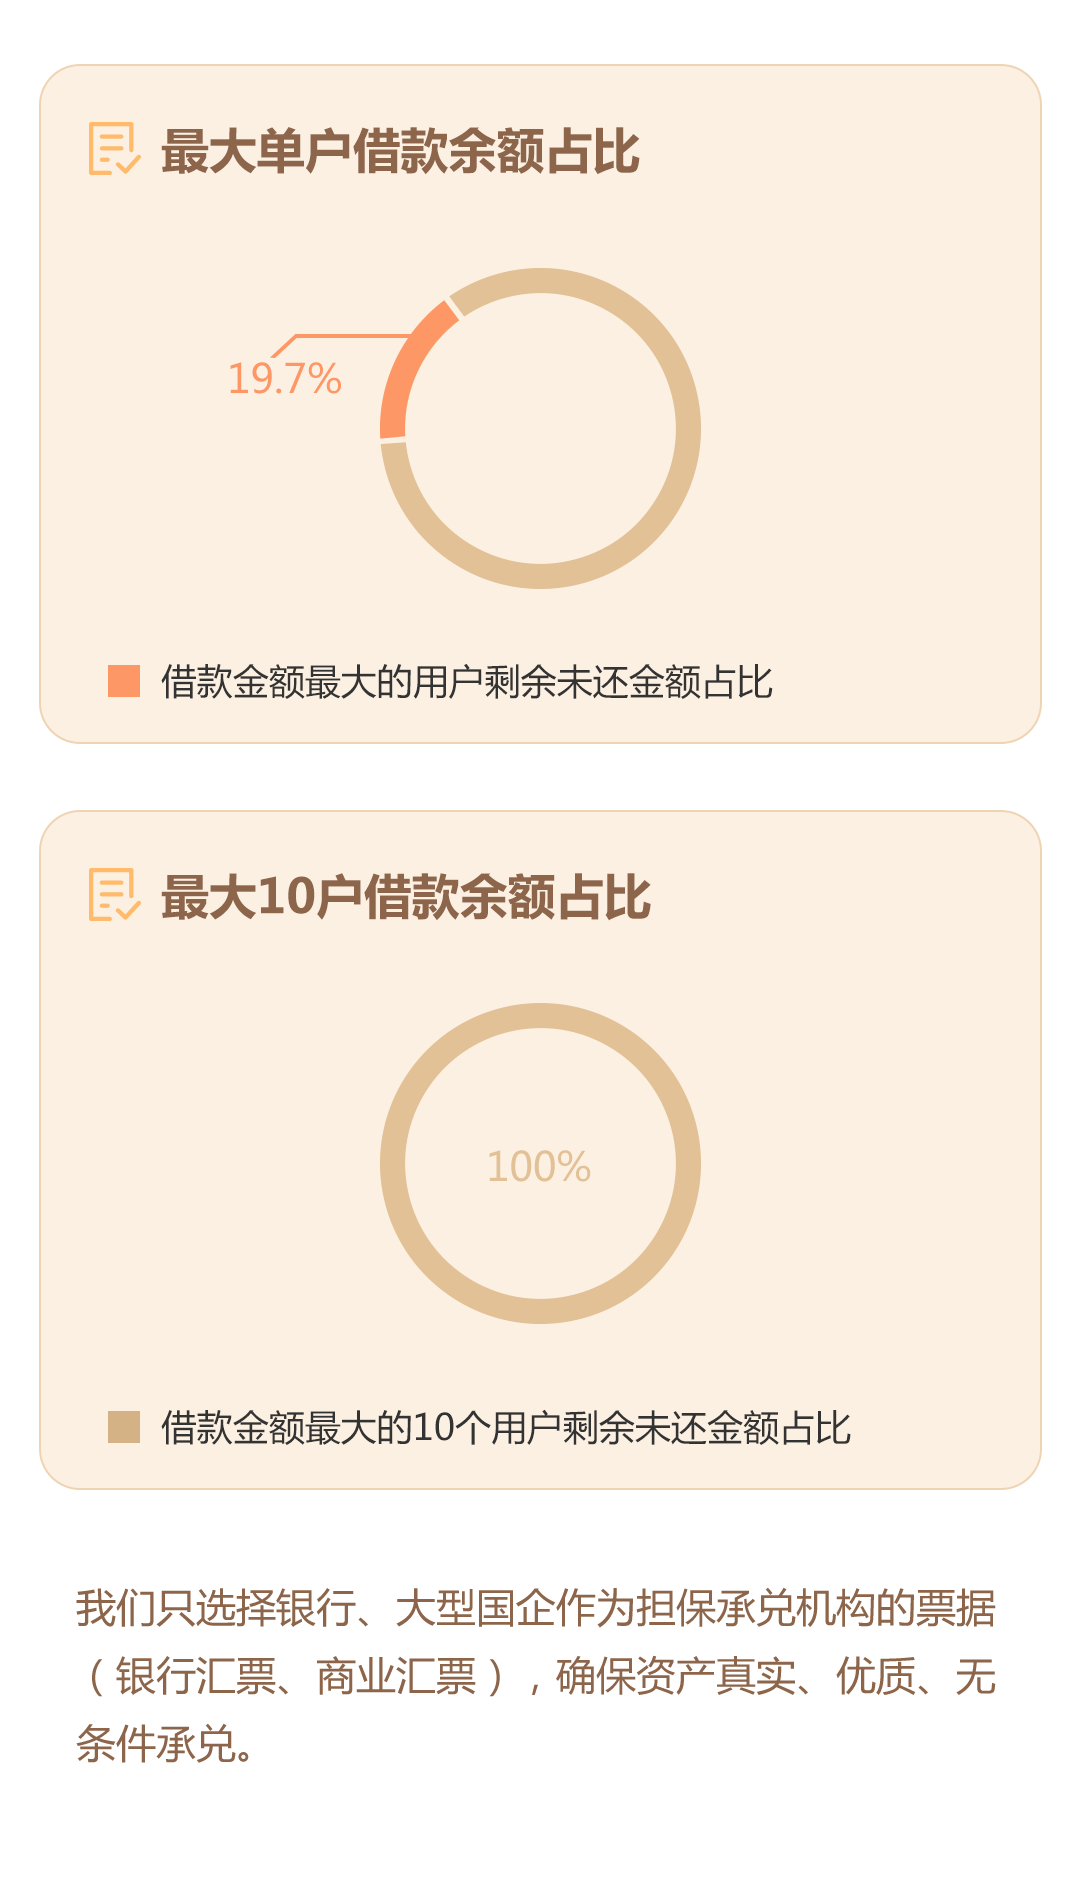 最大单户借款余额占比
19.7%
借款金额最大的用户剩余未还金额占比
最大10户借款余额占比
100%
借款金额最大的10个用户剩余未还金额占比
我们只选择银行、大型国企作为担保承兑机构的票据
（银行汇票、商业汇票），确保资产真实、优质、无
条件承兑。